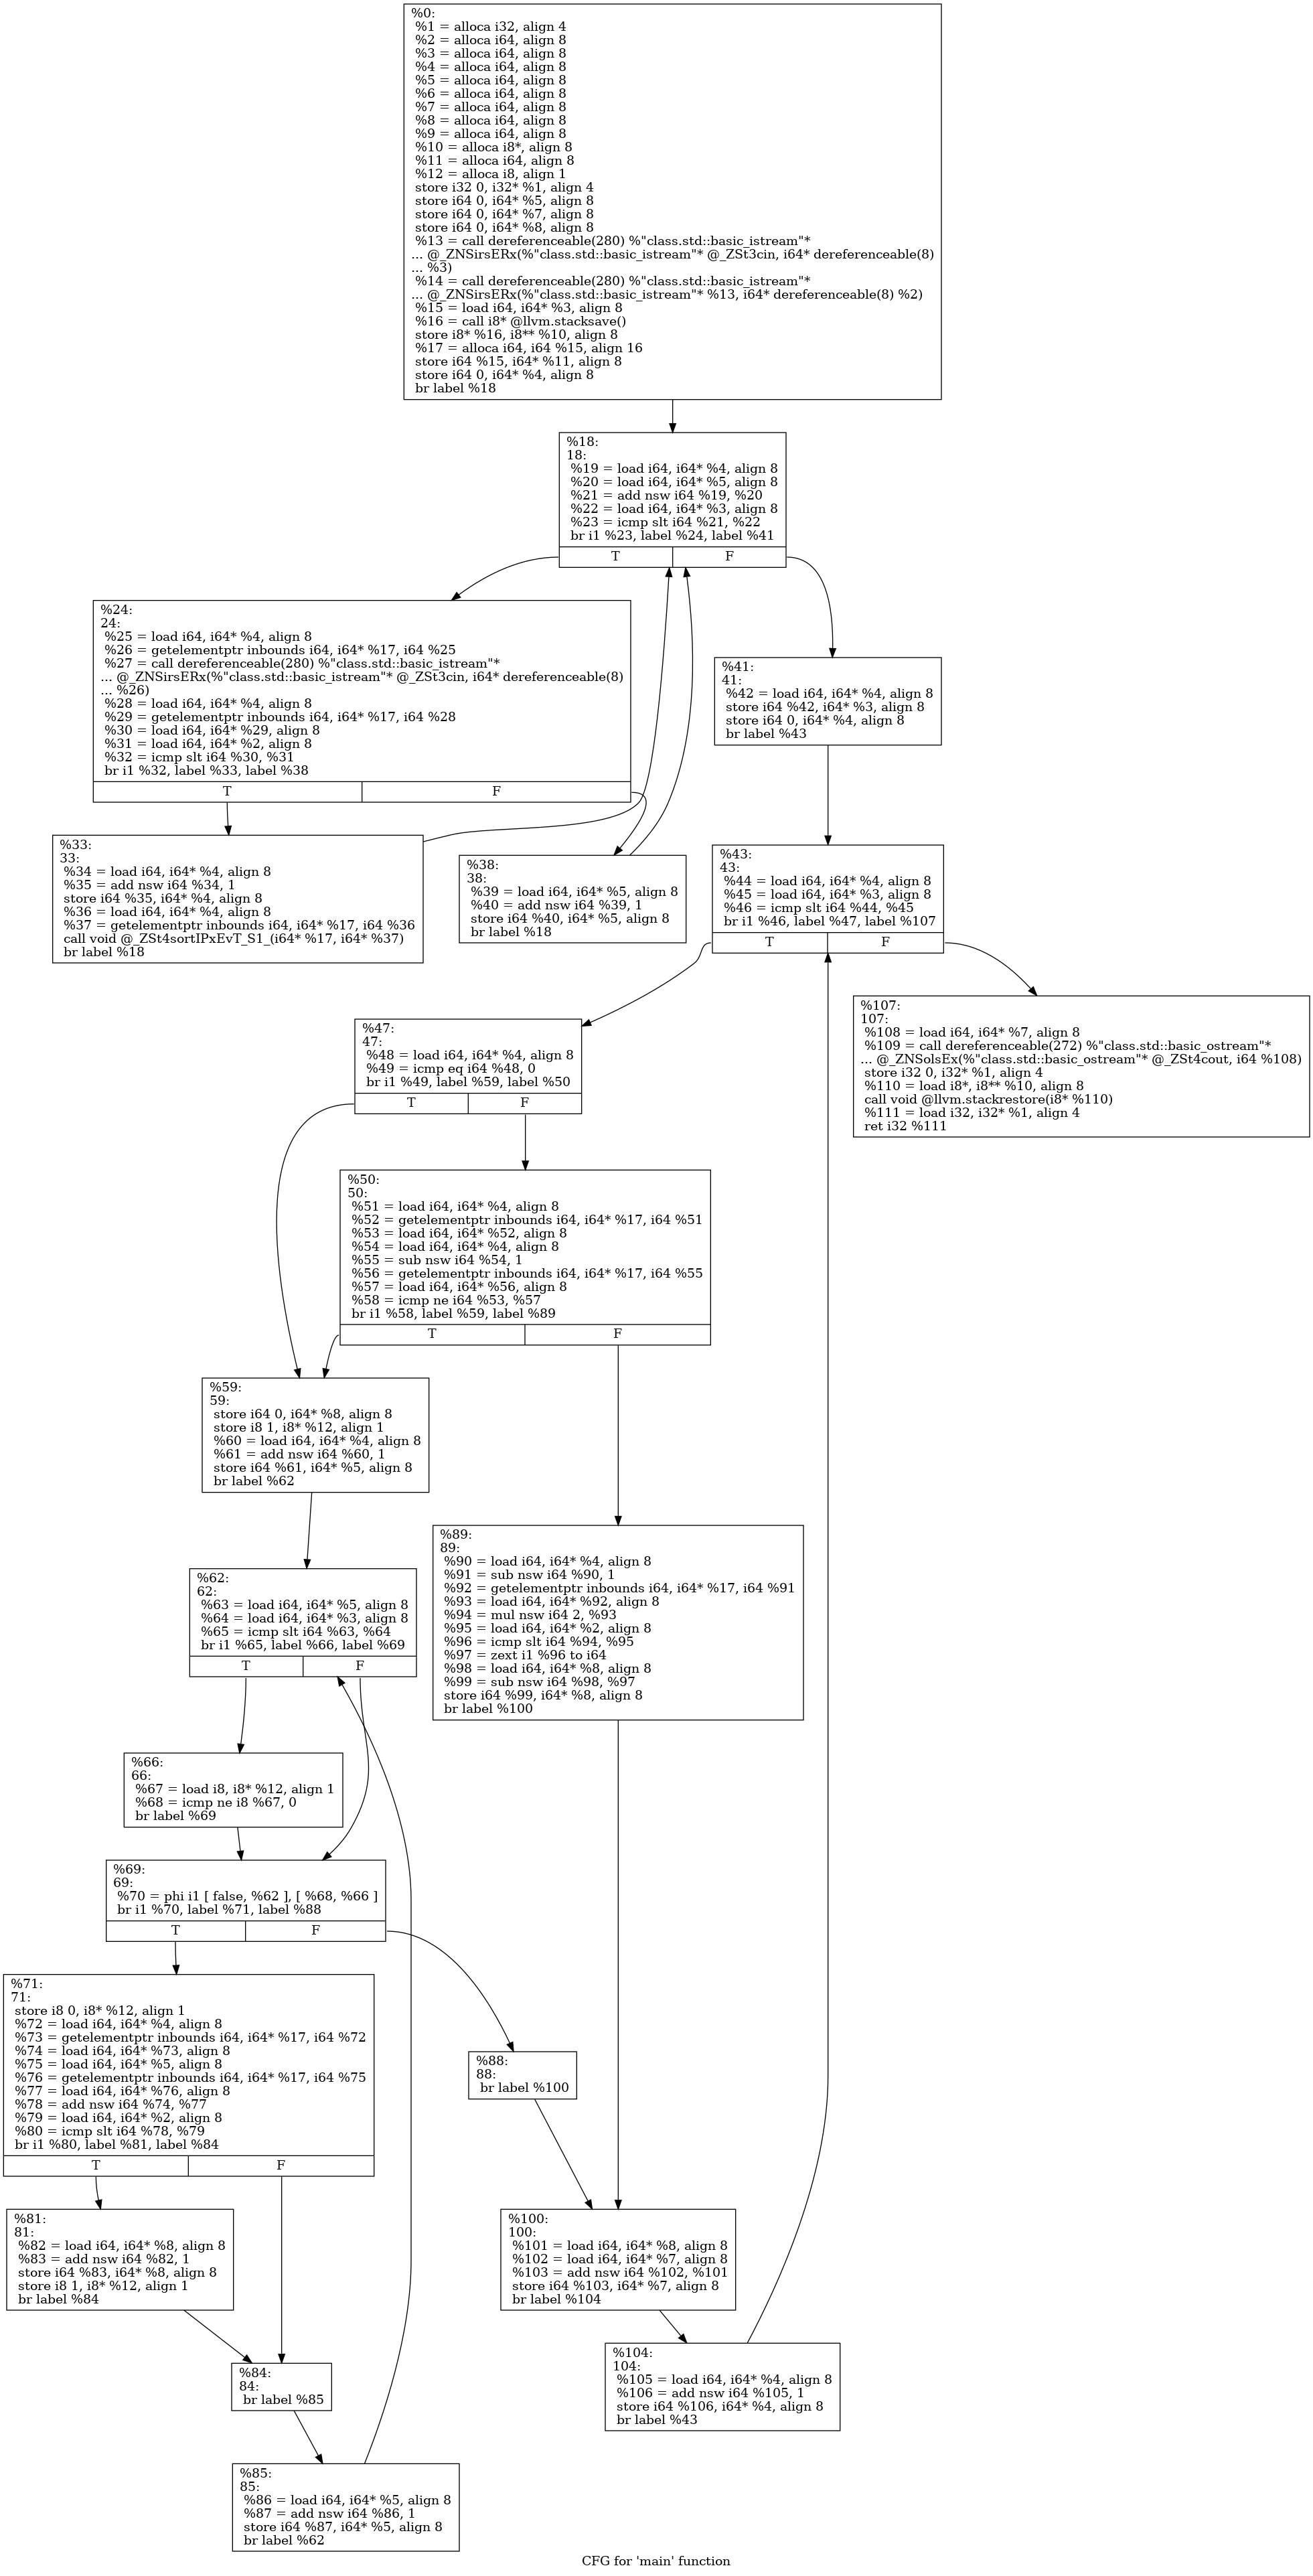 %0:
%1 = alloca i32, align 4
%2 = alloca i64, align 8
%3 = alloca i64, align 8
%4 = alloca i64, align 8
%5 = alloca i64, align 8
%6 = alloca i64, align 8
%7 = alloca i64, align 8
%8 = alloca i64, align 8
%9 = alloca i64, align 8
%10 = alloca i8*, align 8
%11 = alloca i64, align 8
%12 = alloca i8, align 1
store i32 0, i32* %1, align 4
store i64 0, i64* %5, align 8
store i64 0, i64* %7, align 8
store i64 0, i64* %8, align 8
%13 = call dereferenceable(280) %"class.std::basic_istream"*
... @_ZNSirsERx(%"class.std::basic_istream"* @_ZSt3cin, i64* dereferenceable(8)
... %3)
%14 = call dereferenceable(280) %"class.std::basic_istream"*
... @_ZNSirsERx(%"class.std::basic_istream"* %13, i64* dereferenceable(8) %2)
%15 = load i64, i64* %3, align 8
%16 = call i8* @llvm.stacksave()
store i8* %16, i8** %10, align 8
%17 = alloca i64, i64 %15, align 16
store i64 %15, i64* %11, align 8
store i64 0, i64* %4, align 8
br label %18
%18:
18:
%19 = load i64, i64* %4, align 8
%20 = load i64, i64* %5, align 8
%21 = add nsw i64 %19, %20
%22 = load i64, i64* %3, align 8
%23 = icmp slt i64 %21, %22
br i1 %23, label %24, label %41
T F
%24:
24:
%25 = load i64, i64* %4, align 8
%26 = getelementptr inbounds i64, i64* %17, i64 %25
%27 = call dereferenceable(280) %"class.std::basic_istream"*
... @_ZNSirsERx(%"class.std::basic_istream"* @_ZSt3cin, i64* dereferenceable(8)
... %26)
%28 = load i64, i64* %4, align 8
%29 = getelementptr inbounds i64, i64* %17, i64 %28
%30 = load i64, i64* %29, align 8
%31 = load i64, i64* %2, align 8
%32 = icmp slt i64 %30, %31
br i1 %32, label %33, label %38
T F
%41:
41:
%42 = load i64, i64* %4, align 8
store i64 %42, i64* %3, align 8
store i64 0, i64* %4, align 8
br label %43
%33:
33:
%34 = load i64, i64* %4, align 8
%35 = add nsw i64 %34, 1
store i64 %35, i64* %4, align 8
%36 = load i64, i64* %4, align 8
%37 = getelementptr inbounds i64, i64* %17, i64 %36
call void @_ZSt4sortIPxEvT_S1_(i64* %17, i64* %37)
br label %18
%38:
38:
%39 = load i64, i64* %5, align 8
%40 = add nsw i64 %39, 1
store i64 %40, i64* %5, align 8
br label %18
%43:
43:
%44 = load i64, i64* %4, align 8
%45 = load i64, i64* %3, align 8
%46 = icmp slt i64 %44, %45
br i1 %46, label %47, label %107
T F
%107:
107:
%108 = load i64, i64* %7, align 8
%109 = call dereferenceable(272) %"class.std::basic_ostream"*
... @_ZNSolsEx(%"class.std::basic_ostream"* @_ZSt4cout, i64 %108)
store i32 0, i32* %1, align 4
%110 = load i8*, i8** %10, align 8
call void @llvm.stackrestore(i8* %110)
%111 = load i32, i32* %1, align 4
ret i32 %111
%47:
47:
%48 = load i64, i64* %4, align 8
%49 = icmp eq i64 %48, 0
br i1 %49, label %59, label %50
T F
%50:
50:
%51 = load i64, i64* %4, align 8
%52 = getelementptr inbounds i64, i64* %17, i64 %51
%53 = load i64, i64* %52, align 8
%54 = load i64, i64* %4, align 8
%55 = sub nsw i64 %54, 1
%56 = getelementptr inbounds i64, i64* %17, i64 %55
%57 = load i64, i64* %56, align 8
%58 = icmp ne i64 %53, %57
br i1 %58, label %59, label %89
T F
%59:
59:
store i64 0, i64* %8, align 8
store i8 1, i8* %12, align 1
%60 = load i64, i64* %4, align 8
%61 = add nsw i64 %60, 1
store i64 %61, i64* %5, align 8
br label %62
%89:
89:
%90 = load i64, i64* %4, align 8
%91 = sub nsw i64 %90, 1
%92 = getelementptr inbounds i64, i64* %17, i64 %91
%93 = load i64, i64* %92, align 8
%94 = mul nsw i64 2, %93
%95 = load i64, i64* %2, align 8
%96 = icmp slt i64 %94, %95
%97 = zext i1 %96 to i64
%98 = load i64, i64* %8, align 8
%99 = sub nsw i64 %98, %97
store i64 %99, i64* %8, align 8
br label %100
%62:
62:
%63 = load i64, i64* %5, align 8
%64 = load i64, i64* %3, align 8
%65 = icmp slt i64 %63, %64
br i1 %65, label %66, label %69
T F
%66:
66:
%67 = load i8, i8* %12, align 1
%68 = icmp ne i8 %67, 0
br label %69
%69:
69:
%70 = phi i1 [ false, %62 ], [ %68, %66 ]
br i1 %70, label %71, label %88
T F
%71:
71:
store i8 0, i8* %12, align 1
%72 = load i64, i64* %4, align 8
%73 = getelementptr inbounds i64, i64* %17, i64 %72
%74 = load i64, i64* %73, align 8
%75 = load i64, i64* %5, align 8
%76 = getelementptr inbounds i64, i64* %17, i64 %75
%77 = load i64, i64* %76, align 8
%78 = add nsw i64 %74, %77
%79 = load i64, i64* %2, align 8
%80 = icmp slt i64 %78, %79
br i1 %80, label %81, label %84
T F
%88:
88:
br label %100
%81:
81:
%82 = load i64, i64* %8, align 8
%83 = add nsw i64 %82, 1
store i64 %83, i64* %8, align 8
store i8 1, i8* %12, align 1
br label %84
%100:
100:
%101 = load i64, i64* %8, align 8
%102 = load i64, i64* %7, align 8
%103 = add nsw i64 %102, %101
store i64 %103, i64* %7, align 8
br label %104
%84:
84:
br label %85
%104:
104:
%105 = load i64, i64* %4, align 8
%106 = add nsw i64 %105, 1
store i64 %106, i64* %4, align 8
br label %43
%85:
85:
%86 = load i64, i64* %5, align 8
%87 = add nsw i64 %86, 1
store i64 %87, i64* %5, align 8
br label %62
CFG for 'main' function